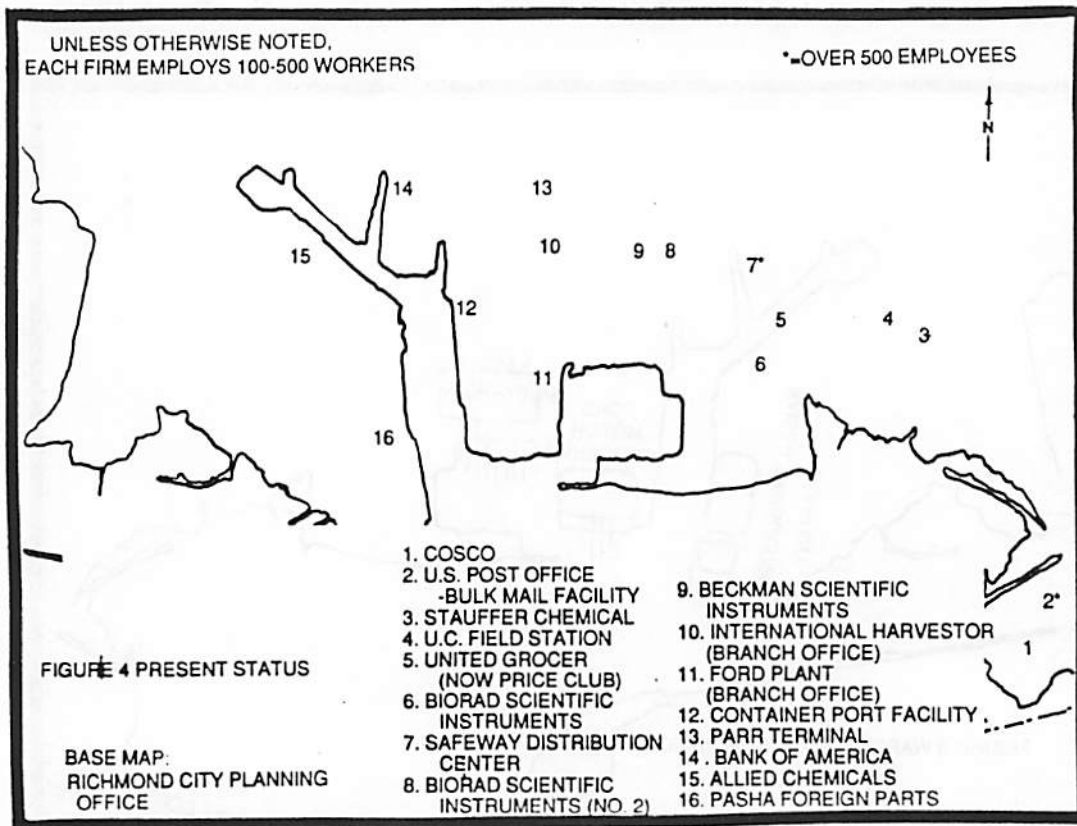 UNLESS OTHERWISE NOTED,
EACH FIRM EMPLOYS 100-500 WORKERS
*=OVER 500 EMPLOYEES
N
14
13
15
10
9
8
7*
12
5
4
3
11
6
16
1. COSCO
2. U.S. POST OFFICE
-BULK MAIL FACILITY
3. STAUFFER CHEMICAL
4. U.C. FIELD STATION
5. UNITED GROCER
(NOW PRICE CLUB)
6. BIORAD SCIENTIFIC
INSTRUMENTS
7. SAFEWAY DISTRIBUTION
CENTER
8. BIORAD SCIENTIFIC
INSTRUMENTS (NO. 2)
9. BECKMAN SCIENTIFIC
INSTRUMENTS
10. INTERNATIONAL HARVESTOR
(BRANCH OFFICE)
11. FORD PLANT
(BRANCH OFFICE)
12. CONTAINER PORT FACILITY
13. PARR TERMINAL
14. BANK OF AMERICA
15. ALLIED CHEMICALS
16. PASHA FOREIGN PARTS
2*
1
FIGURE 4 PRESENT STATUS
BASE MAP:
RICHMOND CITY PLANNING
OFFICE